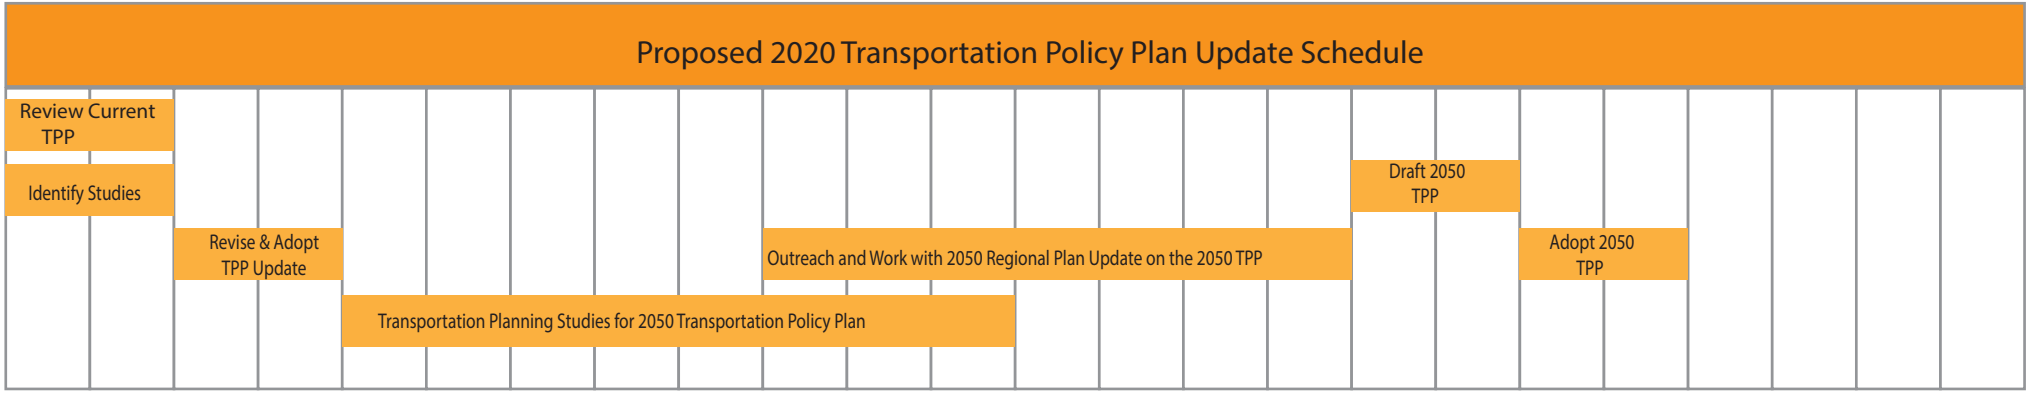 Proposed 2020 Transportation Policy Plan Update Schedule
Review Current
TPP
Identify Studies
Draft 2050
TPP
Revise & Adopt
TPP Update
Outreach and Work with 2050 Regional Plan Update on the 2050 TPP
Adopt 2050
TPP
Transportation Planning Studies for 2050 Transportation Policy Plan